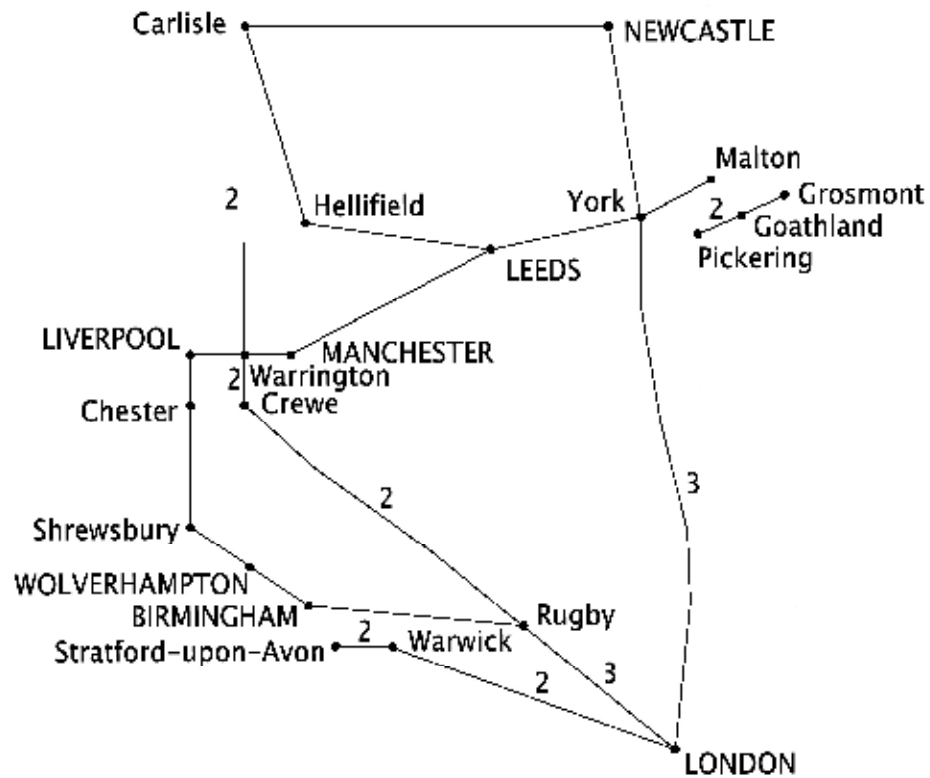 Carlisle
NEWCASTLE
Malton
2
Hellifield
York
2
Grosmont
Goathland
Pickering
LEEDS
LIVERPOOL
MANCHESTER
2
Warrington
Chester
Crewe
2
3
Shrewsbury
WOLVERHAMPTON
BIRMINGHAM
Rugby
Stratford-upon-Avon
2
Warwick
2
3
LONDON